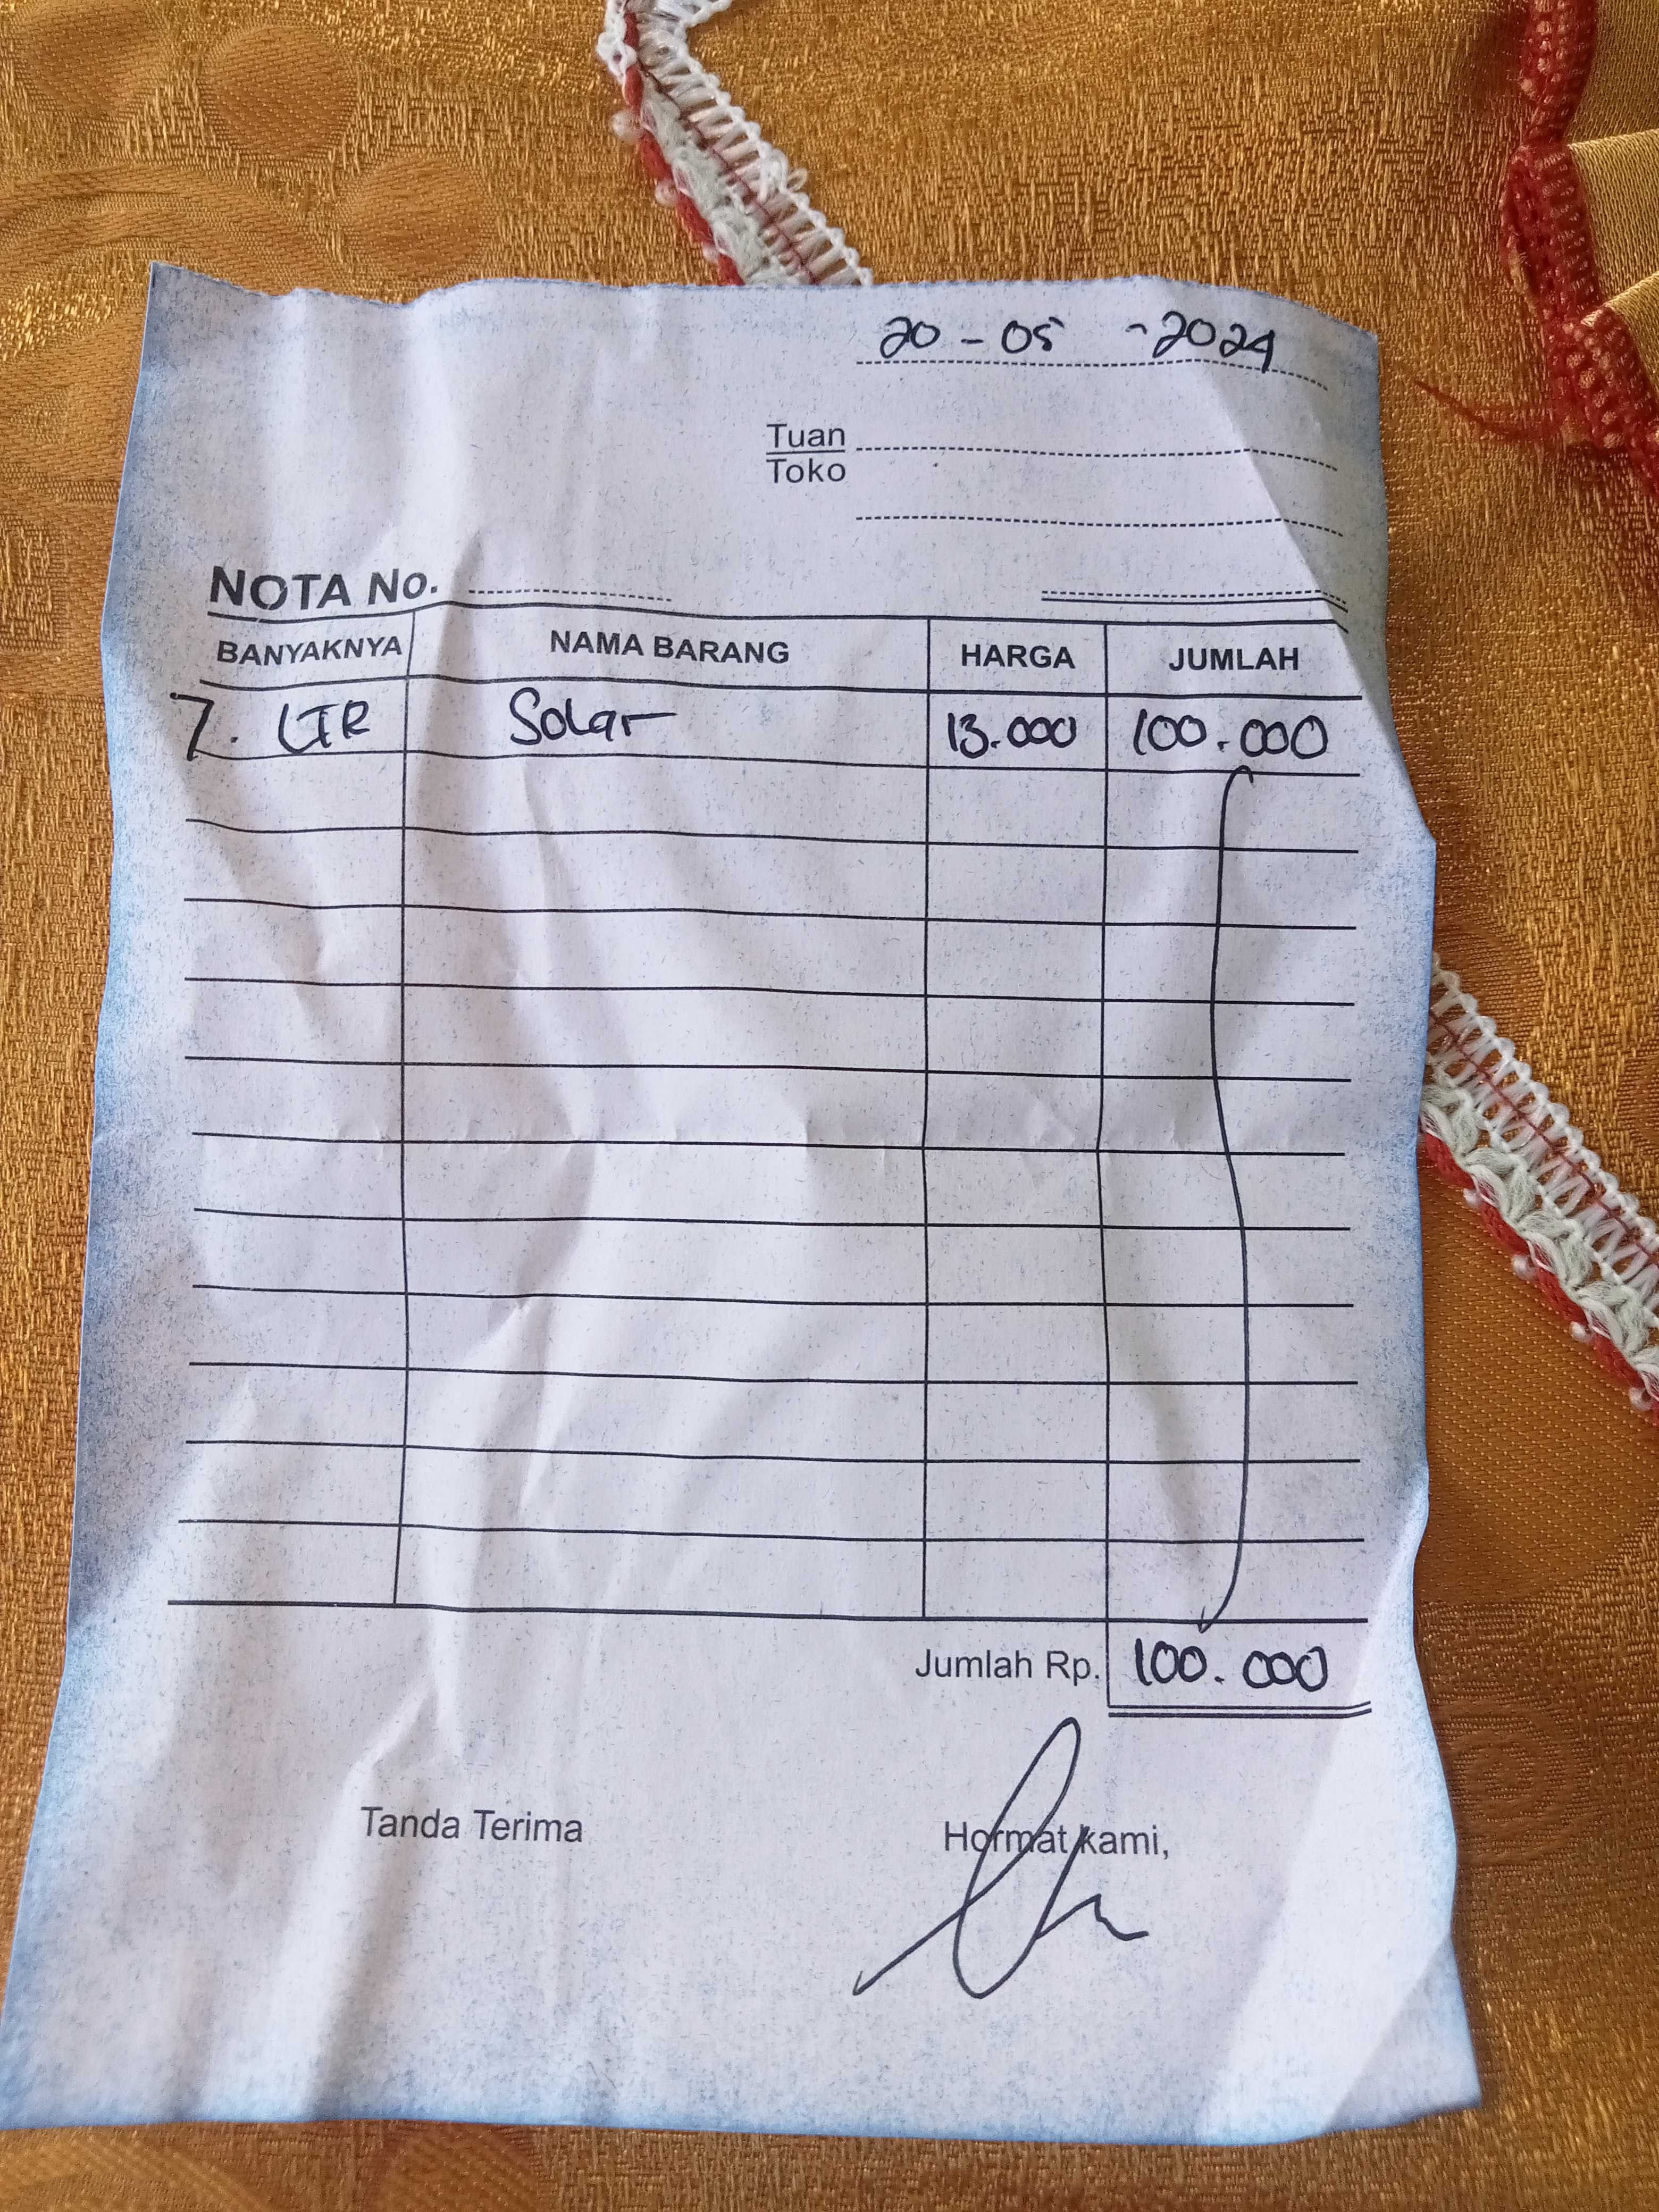 20 - 05 - 2024
Tuan
Toko
NOTA No.
BANYAKNYA NAMA BARANG HARGA JUMLAH
7. LTR Solar 13.000 100.000
Jumlah Rp. 100.000
Tanda Terima Hormat kami,